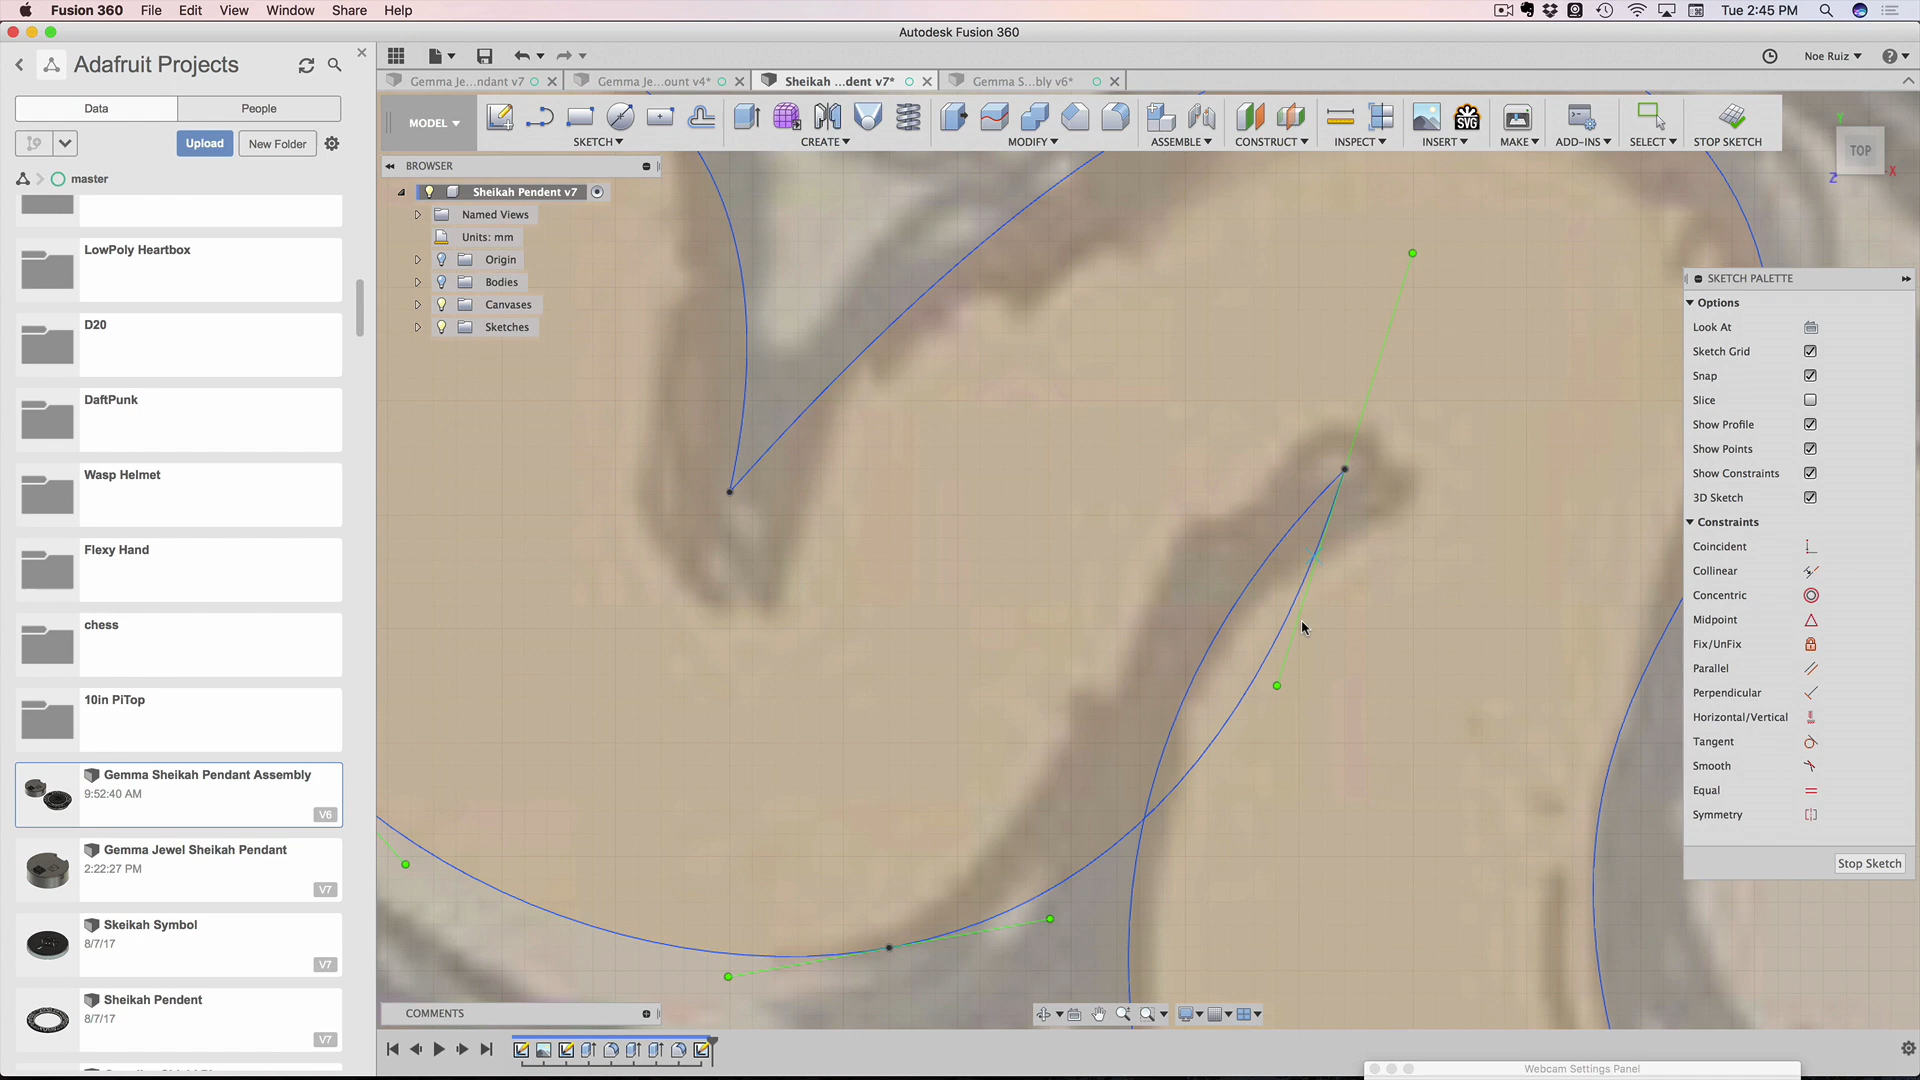 Fusion 360 File Edit View Window Share Help
Tue 2:45 PM
Autodesk Fusion 360
Adafruit Projects
Noe Ruiz
Gemma Je...ndant v7
Gemma Je...ount v4*
Sheikah ...dent v7*
Gemma S...bly v6*
Data People
MODEL
SKETCH
CREATE
MODIFY
ASSEMBLE
CONSTRUCT
INSPECT
SVG
INSERT
MAKE
ADD-INS
SELECT
STOP SKETCH
Upload
New Folder
master
BROWSER
Sheikah Pendent v7
Named Views
Units: mm
Origin
Bodies
Canvases
Sketches
Y
TOP
X
Z
LowPoly Heartbox
D20
DaftPunk
Wasp Helmet
Flexy Hand
chess
10in PiTop
Gemma Sheikah Pendant Assembly
9:52:40 AM
V6
Gemma Jewel Sheikah Pendant
2:22:27 PM
V7
Skeikah Symbol
8/7/17
V7
Sheikah Pendent
8/7/17
V7
SKETCH PALETTE
Options
Look At
Sketch Grid
Snap
Slice
Show Profile
Show Points
Show Constraints
3D Sketch
Constraints
Coincident
Collinear
Concentric
Midpoint
Fix/UnFix
Parallel
Perpendicular
Horizontal/Vertical
Tangent
Smooth
Equal
Symmetry
Stop Sketch
COMMENTS
Webcam Settings Panel